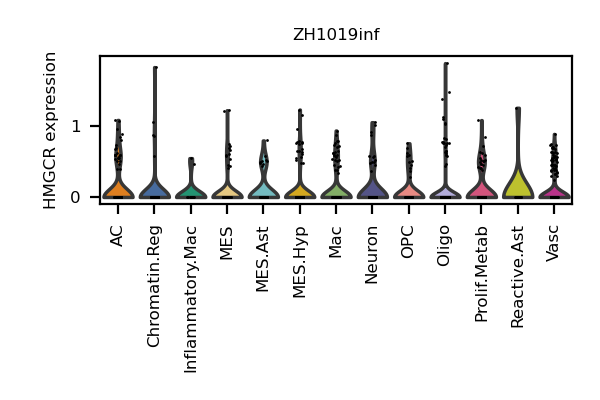 ZH1019inf
HMGCR expression
1
0
AC
Chromatin.Reg
Inflammatory.Mac
MES
MES.Ast
MES.Hyp
Mac
Neuron
OPC
Oligo
Prolif.Metab
Reactive.Ast
Vasc